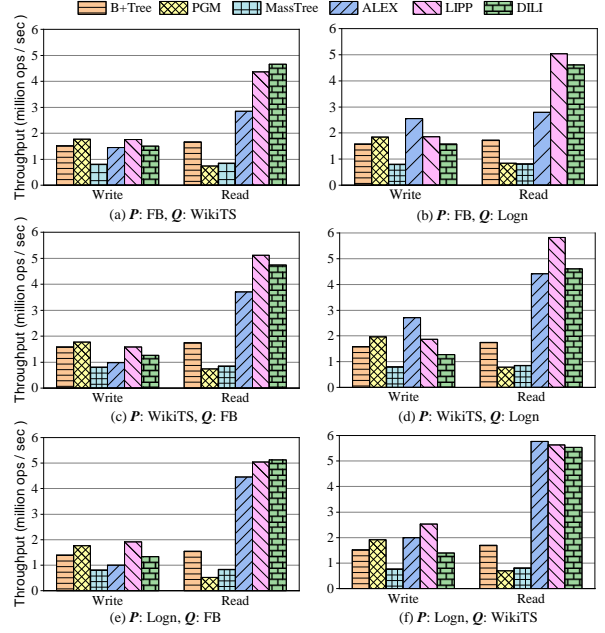 B+Tree PGM MassTree ALEX LIPP DILI
Throughput (million ops / sec)
6
5
4
3
2
1
0
Write Read
(a) P: FB, Q: WikiTS
6
5
4
3
2
1
0
Write Read
(b) P: FB, Q: Logn
Throughput (million ops / sec)
6
5
4
3
2
1
0
Write Read
(c) P: WikiTS, Q: FB
6
5
4
3
2
1
0
Write Read
(d) P: WikiTS, Q: Logn
Throughput (million ops / sec)
6
5
4
3
2
1
0
Write Read
(e) P: Logn, Q: FB
6
5
4
3
2
1
0
Write Read
(f) P: Logn, Q: WikiTS